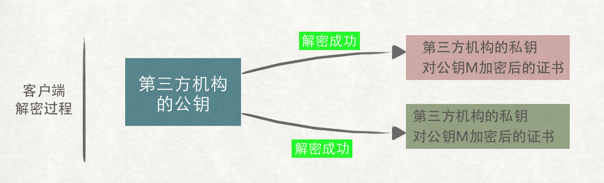 客户端
解密过程
第三方机构
的公钥
解密成功
第三方机构的私钥
对公钥M加密后的证书
解密成功
第三方机构的私钥
对公钥M加密后的证书